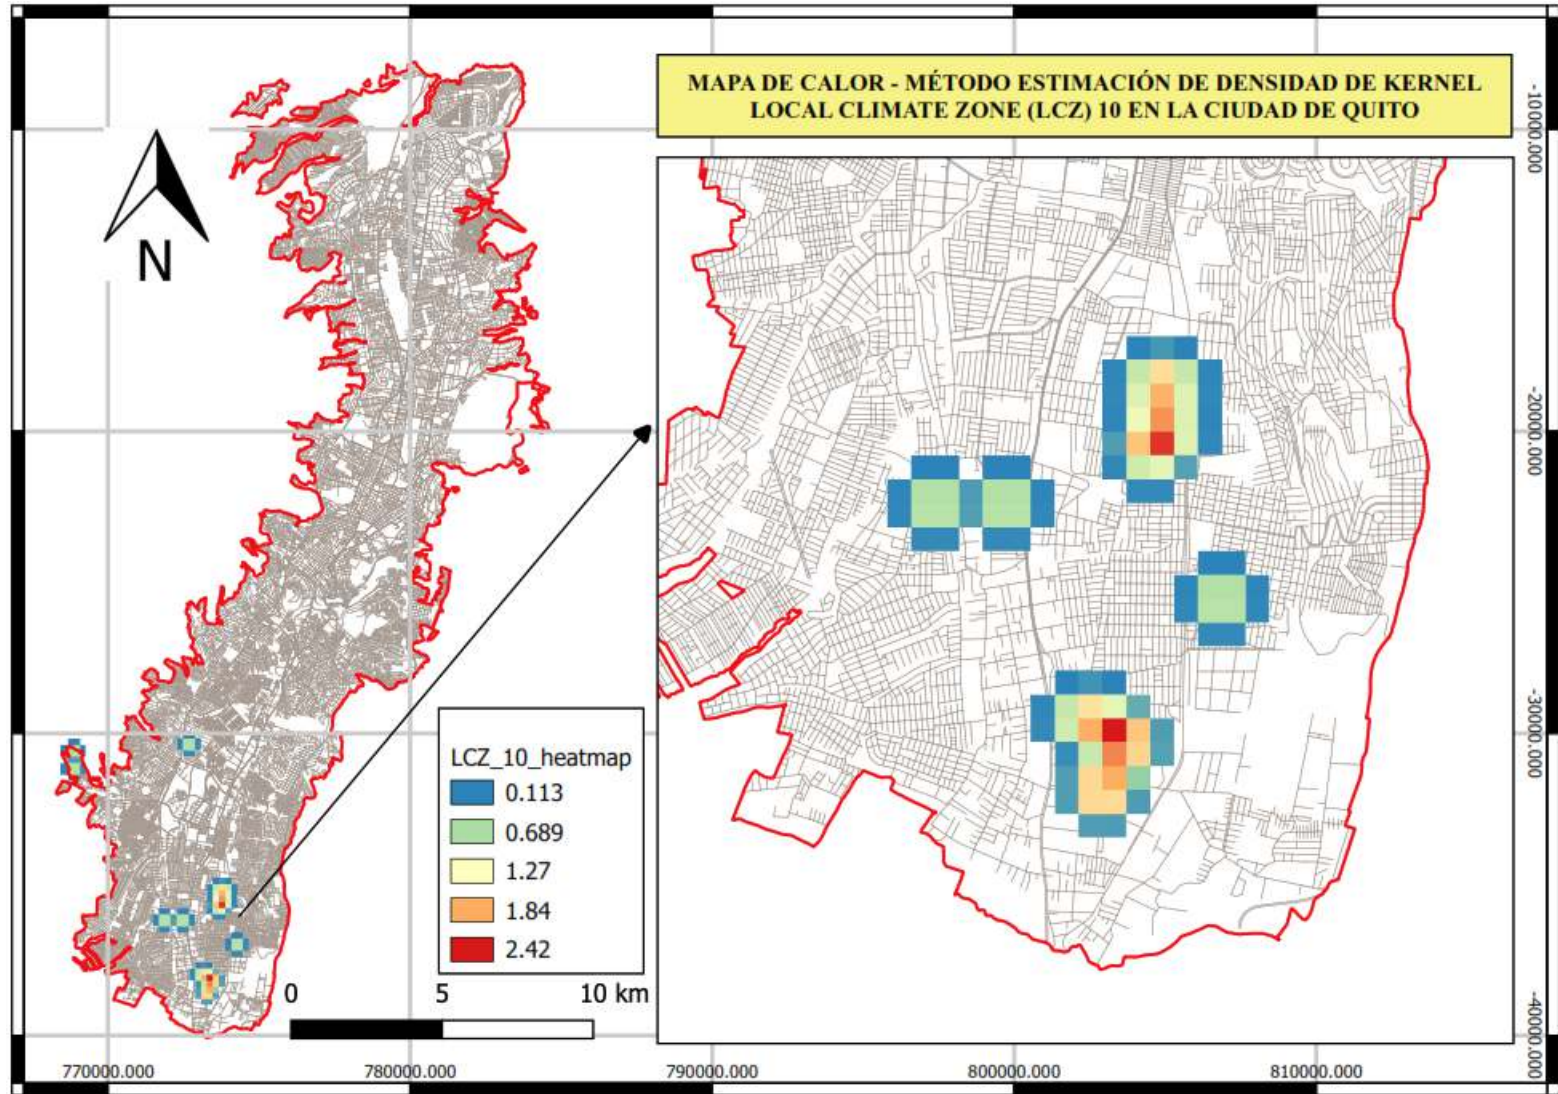 MAPA DE CALOR - MÉTODO ESTIMACIÓN DE DENSIDAD DE KERNEL
LOCAL CLIMATE ZONE (LCZ) 10 EN LA CIUDAD DE QUITO
N
LCZ_10_heatmap
0.113
0.689
1.27
1.84
2.42
0 5 10 km
-10000.000
-20000.000
-30000.000
-40000.000
770000.000 780000.000 790000.000 800000.000 810000.000